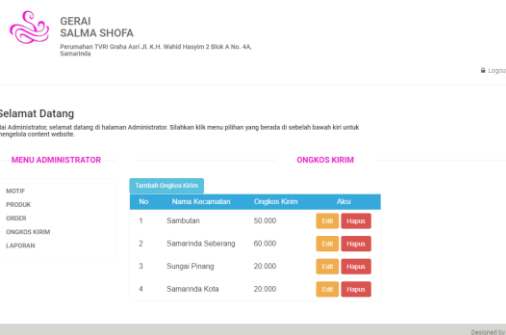 GERAI
SALMA SHOFA
Perumahan TVRI Graha Asri Jl. K.H. Wahid Hasyim 2 Blok A No. 4A,
Samarinda
Logou
Selamat Datang
Hai Administrator, selamat datang di halaman Administrator. Silahkan klik menu pilihan yang berada di sebelah bawah kiri untuk
mengelola content website.
MENU ADMINISTRATOR
MOTIF
PRODUK
ORDER
ONGKOS KIRIM
LAPORAN
ONGKOS KIRIM
Tambah Ongkos Kirim
No Nama Kecamatan Ongkos Kirim Aksi
1 Sambutan 50.000 Edit Hapus
2 Samarinda Seberang 60.000 Edit Hapus
3 Sungai Pinang 20.000 Edit Hapus
4 Samarinda Kota 20.000 Edit Hapus
Designed by